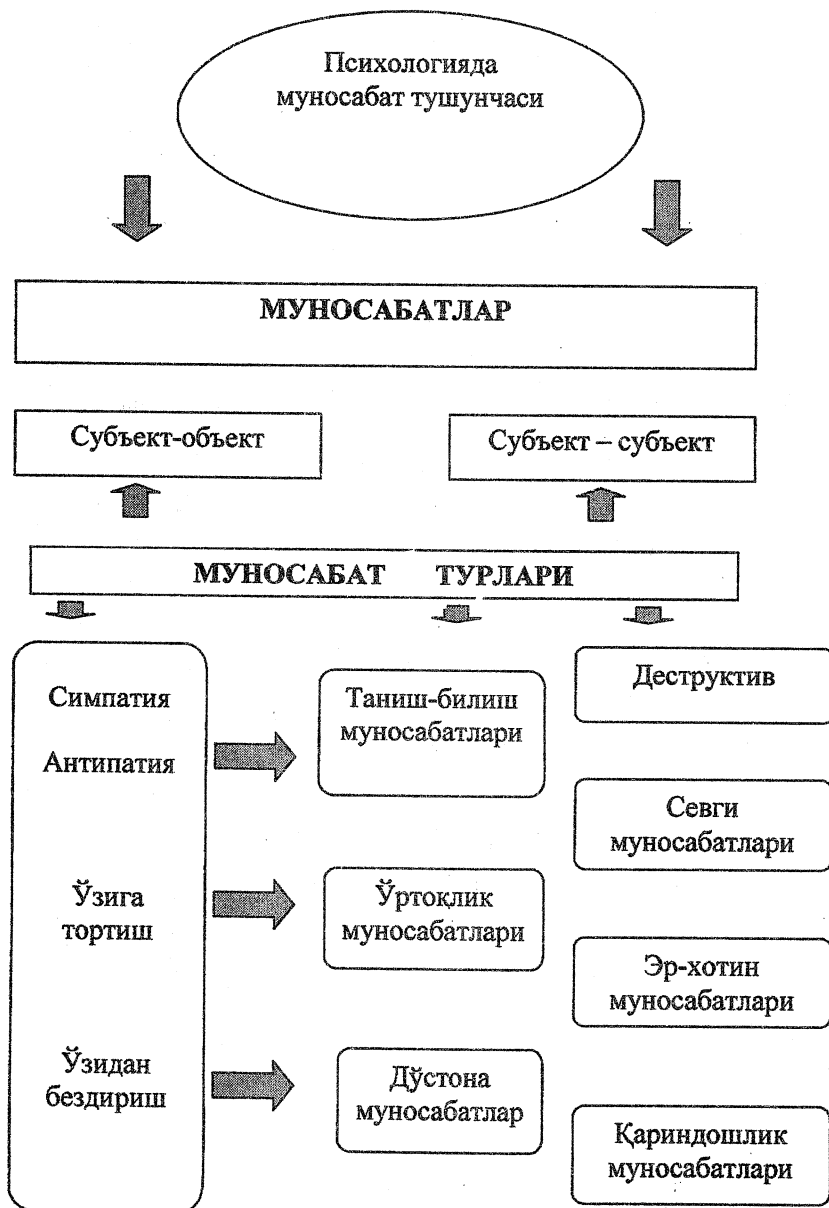 Психологияда
муносабат тушунчаси
МУНОСАБАТЛАР
Субъект-объект
Субъект – субъект
МУНОСАБАТ ТУРЛАРИ
Симпатия
Антипатия
Ўзига
тортиш
Ўзидан
бездириш
Таниш-билиш
муносабатлари
Ўртоқлик
муносабатлари
Дўстона
муносабатлар
Деструктив
Севги
муносабатлари
Эр-хотин
муносабатлари
Қариндошлик
муносабатлари